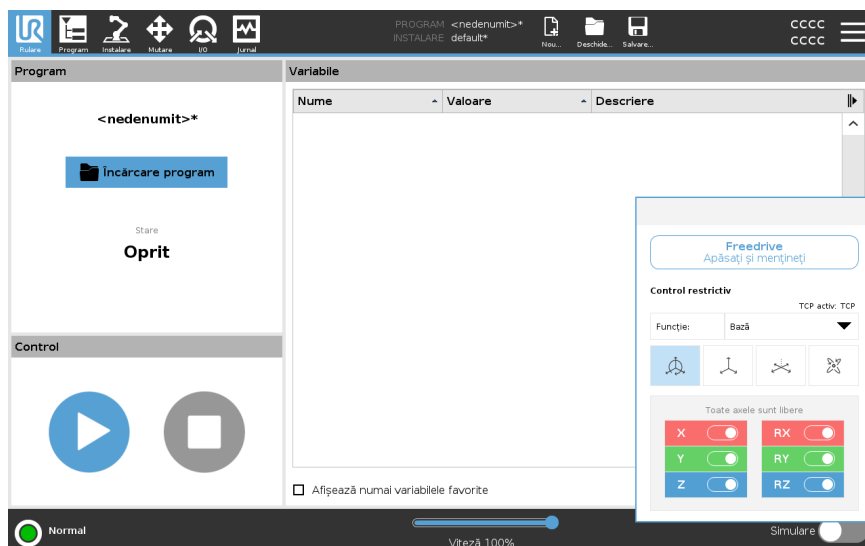 UR
Rulare
Program
Instalare
Mutare
I/O
Jurnal
PROGRAM <nedenumit>*
INSTALARE default*
Nou...
Deschide...
Salvare...
CCCC
CCCC
Program
<nedenumit>*
Încărcare program
Stare
Oprit
Control
Variabile
Nume
Valoare
Descriere
Afișează numai variabilele favorite
Freedrive
Apăsați și mențineți
Control restrictiv
TCP activ: TCP
Funcție: Bază
Toate axele sunt libere
X RX
Y RY
Z RZ
Normal
Viteză 100%
Simulare